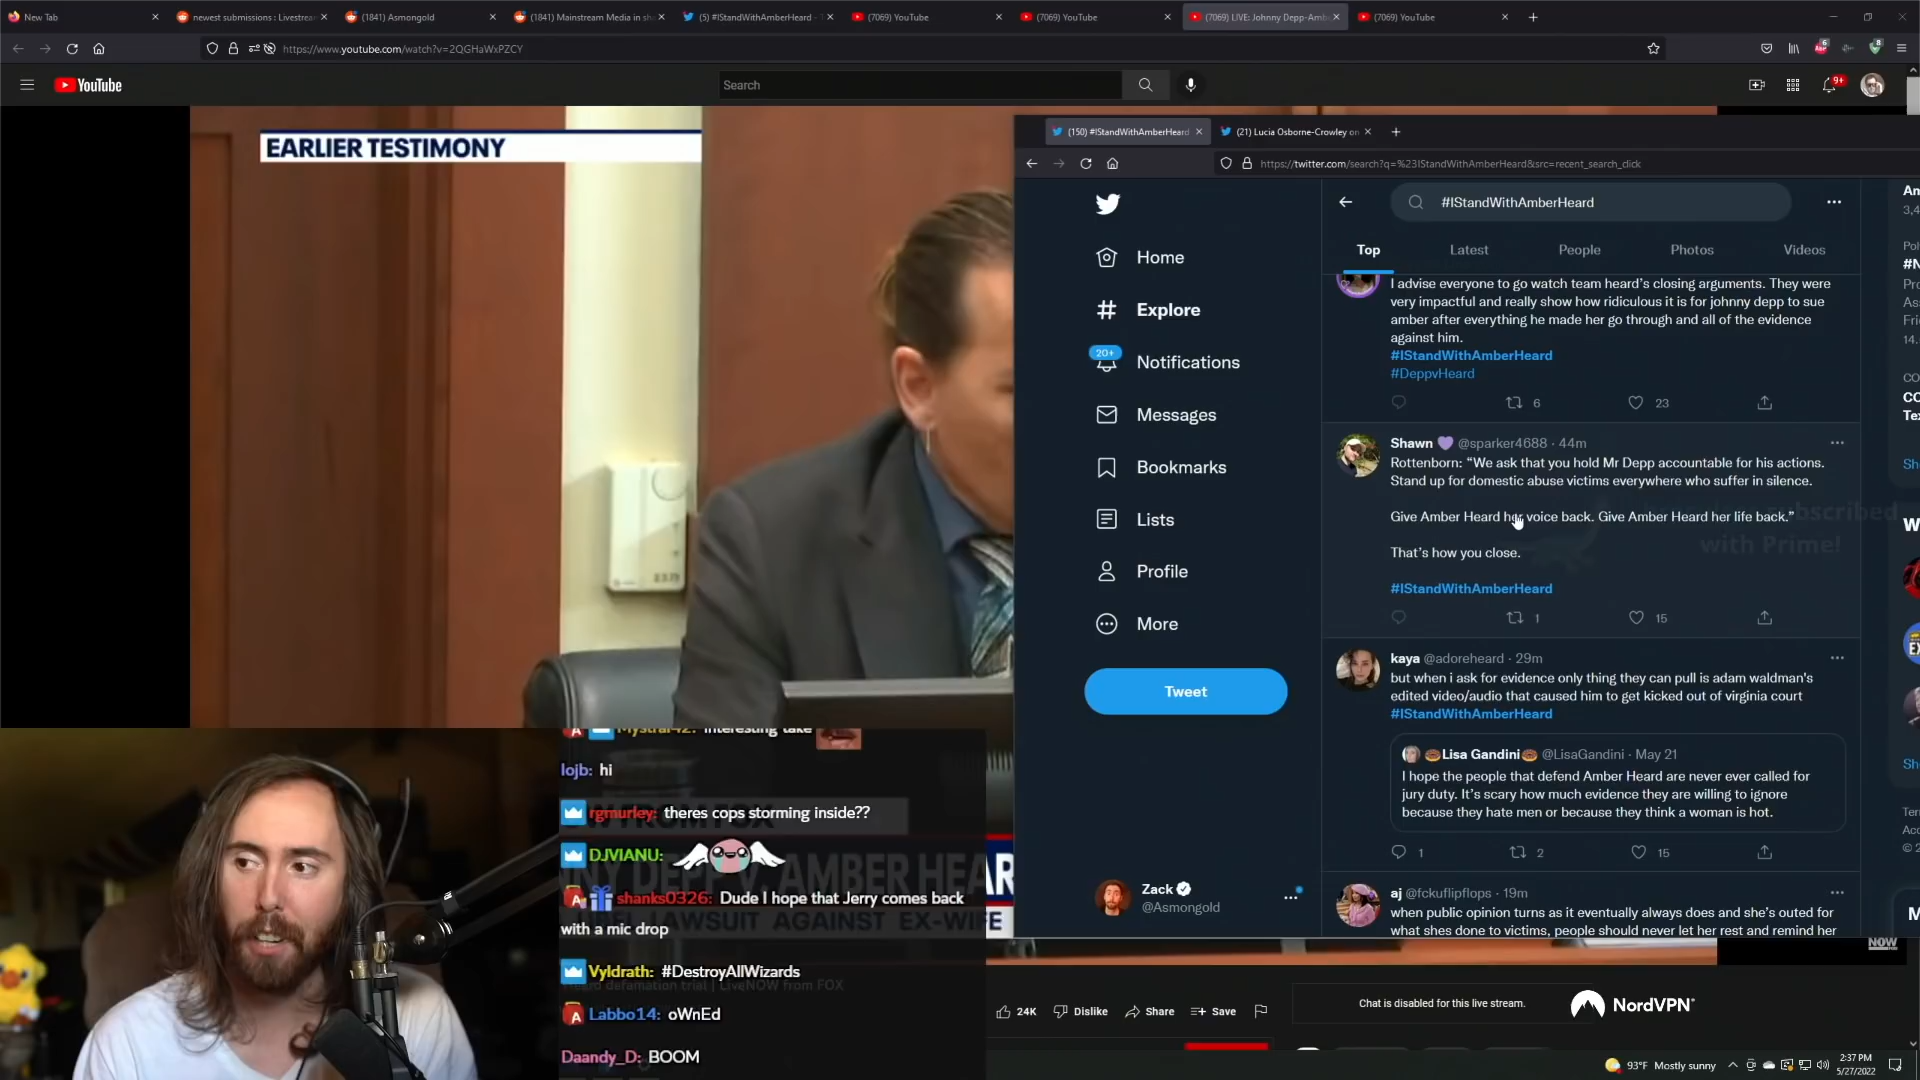 New Tab
newest submissions : Livestream
(1841) Asmongold
(1841) Mainstream Media in sh
(5) #IStandWithAmberHeard - T
(7069) YouTube
(7069) YouTube
(7069) LIVE: Johnny Depp-Amb
(7069) YouTube
https://www.youtube.com/watch?v=2QGHaWxPZCY
6
8
YouTube
Search
9+
EARLIER TESTIMONY
(150) #IStandWithAmberHeard
(21) Lucia Osborne-Crowley on
https://twitter.com/search?q=%23IStandWithAmberHeard&src=recent_search_click
#IStandWithAmberHeard
Top
Latest
People
Photos
Videos
Home
Explore
20+
Notifications
Messages
Bookmarks
Lists
Profile
More
Tweet
Zack
@Asmongold
I advise everyone to go watch team heard's closing arguments. They were
very impactful and really show how ridiculous it is for johnny depp to sue
amber after everything he made her go through and all of the evidence
against him.
#IStandWithAmberHeard
#DeppvHeard
6
23
Shawn 💜 @sparker4688 · 44m
Rottenborn: “We ask that you hold Mr Depp accountable for his actions.
Stand up for domestic abuse victims everywhere who suffer in silence.
Give Amber Heard her voice back. Give Amber Heard her life back.”
That's how you close.
#IStandWithAmberHeard
1
15
subscribed
with Prime!
kaya @adoreheard · 29m
but when i ask for evidence only thing they can pull is adam waldman's
edited video/audio that caused him to get kicked out of virginia court
#IStandWithAmberHeard
Lisa Gandini @LisaGandini · May 21
I hope the people that defend Amber Heard are never ever called for
jury duty. It's scary how much evidence they are willing to ignore
because they hate men or because they think a woman is hot.
1
2
15
aj @fckuflipflops · 19m
when public opinion turns as it eventually always does and she's outed for
what shes done to victims, people should never let her rest and remind her
Mystral42: interesting take
lojb: hi
rgmurley: theres cops storming inside??
DJVIANU:
shanks0326: Dude I hope that Jerry comes back
with a mic drop
Vyldrath: #DestroyAllWizards
Labbo14: oWnEd
Daandy_D: BOOM
NY DEPP, AMBER HEAR
LAWSUIT AGAINST EX-WIFE
Heard defamation trial | LiveNOW from FOX
NOW
24K
Dislike
Share
Save
Chat is disabled for this live stream.
NordVPN
93°F Mostly sunny
2:37 PM
5/27/2022